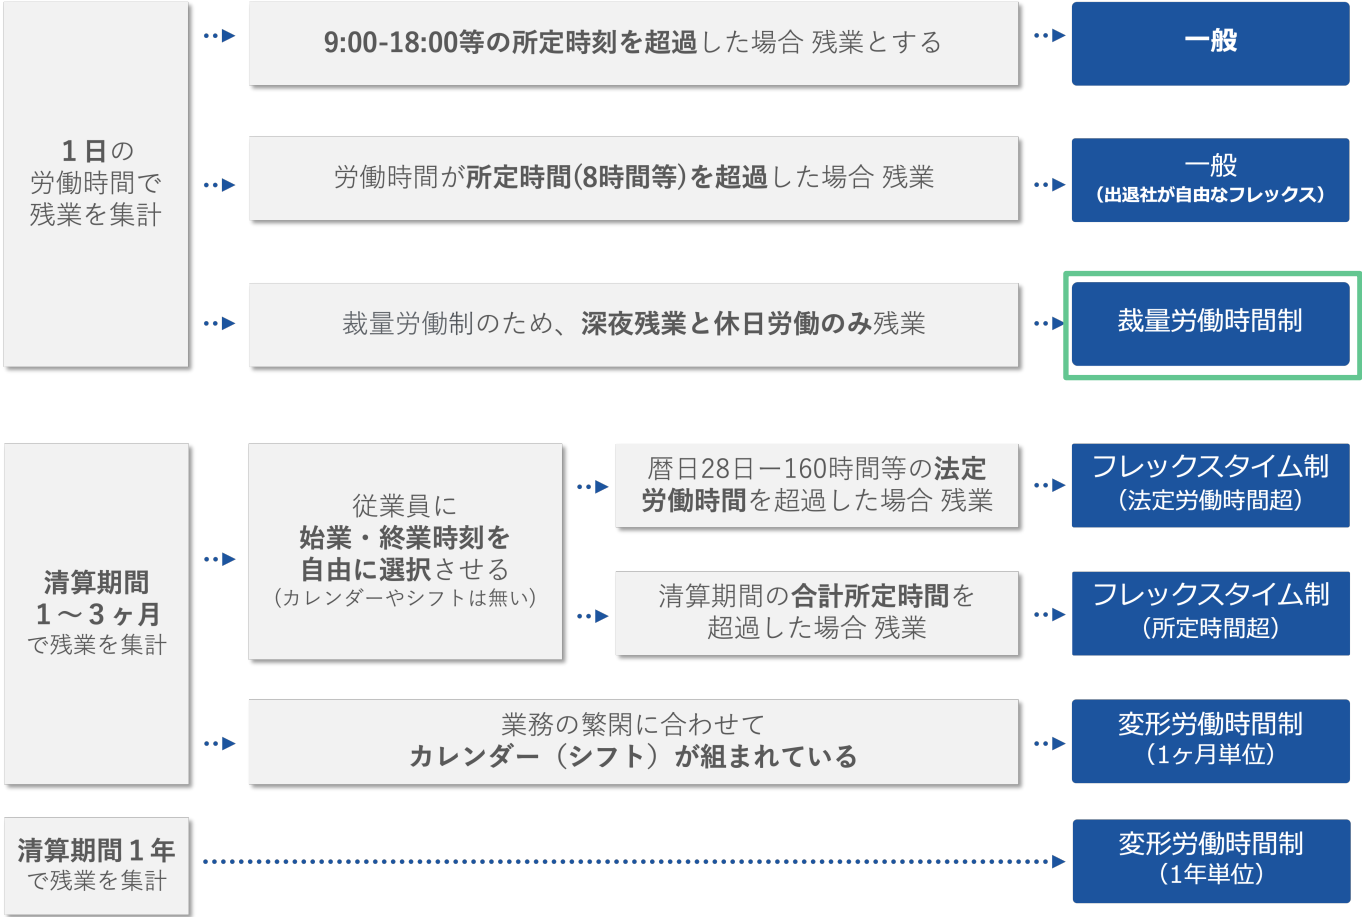 １日の
労働時間で
残業を集計
9:00-18:00等の所定時刻を超過した場合 残業とする
一般
労働時間が所定時間(8時間等)を超過した場合 残業
一般
（出退社が自由なフレックス）
裁量労働制のため、深夜残業と休日労働のみ残業
裁量労働時間制
清算期間
１〜３ヶ月
で残業を集計
従業員に
始業・終業時刻を
自由に選択させる
（カレンダーやシフトは無い）
暦日28日ー160時間等の法定
労働時間を超過した場合 残業
フレックスタイム制
（法定労働時間超）
清算期間の合計所定時間を
超過した場合 残業
フレックスタイム制
（所定時間超）
業務の繁閑に合わせて
カレンダー（シフト）が組まれている
変形労働時間制
（1ヶ月単位）
清算期間１年
で残業を集計
変形労働時間制
（1年単位）